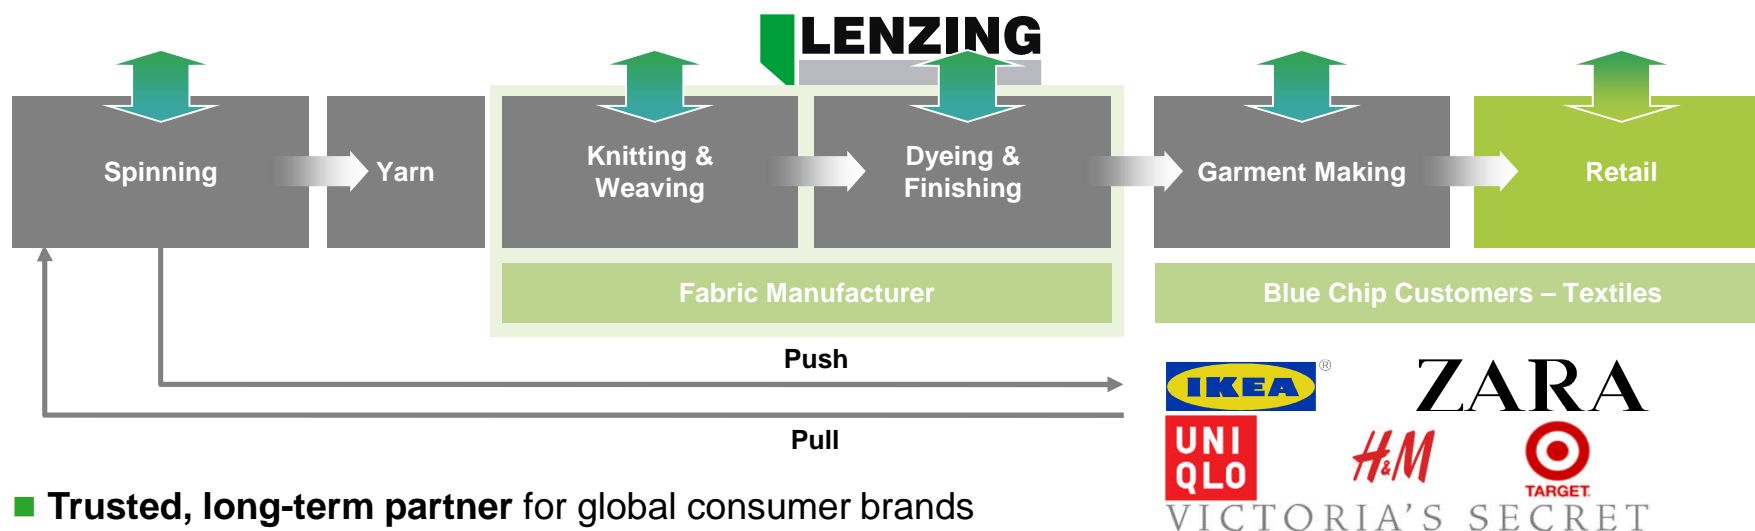 LENZING
Spinning
Yarn
Knitting &
Weaving
Dyeing &
Finishing
Garment Making
Retail
Fabric Manufacturer
Blue Chip Customers – Textiles
Push
Pull
IKEA ®
ZARA
UNI
QLO
H&M
TARGET
VICTORIA'S SECRET
Trusted, long-term partner for global consumer brands